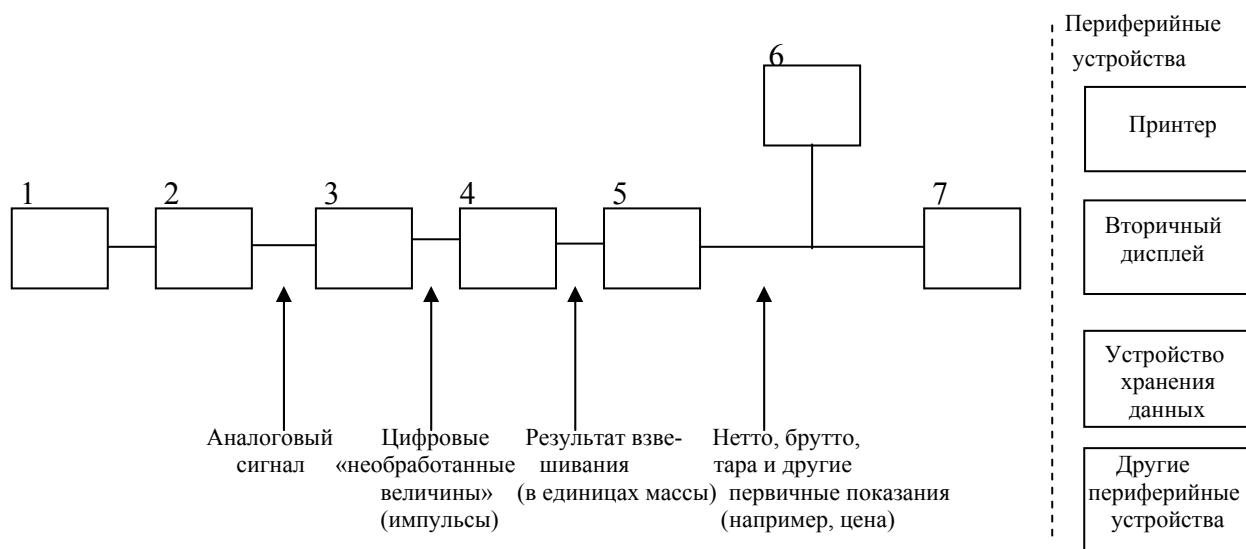 Периферийные
устройства
6
Принтер
1
2
3
4
5
7
Вторичный
дисплей
Устройство
хранения
данных
Аналоговый
сигнал
Цифровые
«необработанные
величины»
(импульсы)
Результат взве-
шивания
(в единицах массы)
Нетто, брутто,
тара и другие
первичные показания
(например, цена)
Другие
периферийные
устройства